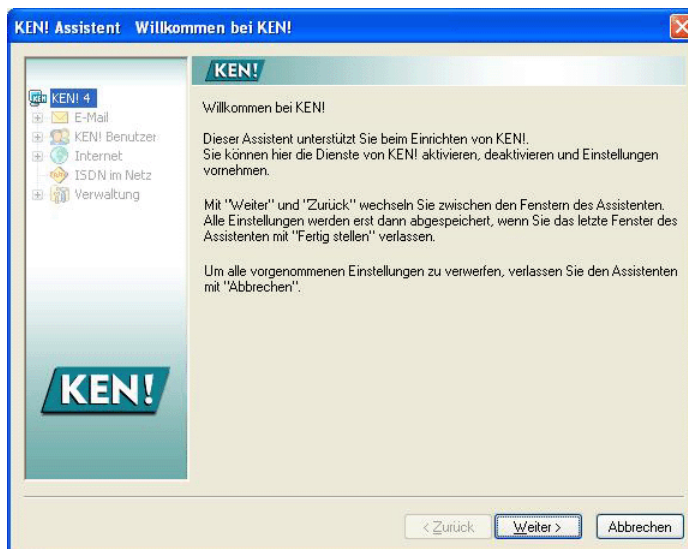 KEN! Assistent Willkommen bei KEN!
KEN!
KEN KEN! 4
E-Mail
KEN! Benutzer
Internet
ISDN im Netz
Verwaltung
KEN!
Willkommen bei KEN!
Dieser Assistent unterstützt Sie beim Einrichten von KEN!.
Sie können hier die Dienste von KEN! aktivieren, deaktivieren und Einstellungen
vornehmen.
Mit "Weiter" und "Zurück" wechseln Sie zwischen den Fenstern des Assistenten.
Alle Einstellungen werden erst dann abgespeichert, wenn Sie das letzte Fenster des
Assistenten mit "Fertig stellen" verlassen.
Um alle vorgenommenen Einstellungen zu verwerfen, verlassen Sie den Assistenten
mit "Abbrechen".
< Zurück
Weiter >
Abbrechen